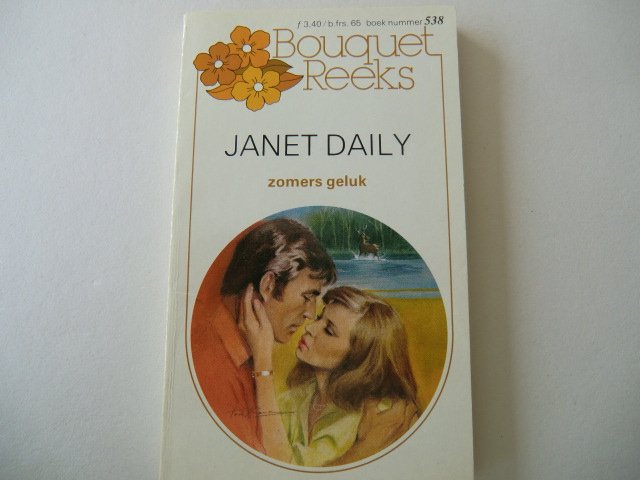 ƒ 3,40 / b.frs. 65 boek nummer 538
Bouquet
Reeks
JANET DAILY
zomers geluk